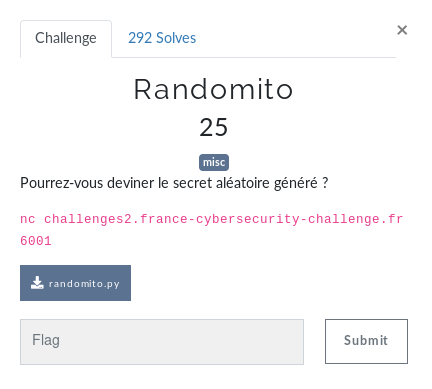 Challenge
292 Solves
×
Randomito
25
misc
Pourrez-vous deviner le secret aléatoire généré ?
nc challenges2.france-cybersecurity-challenge.fr
6001
randomito.py
Flag
Submit